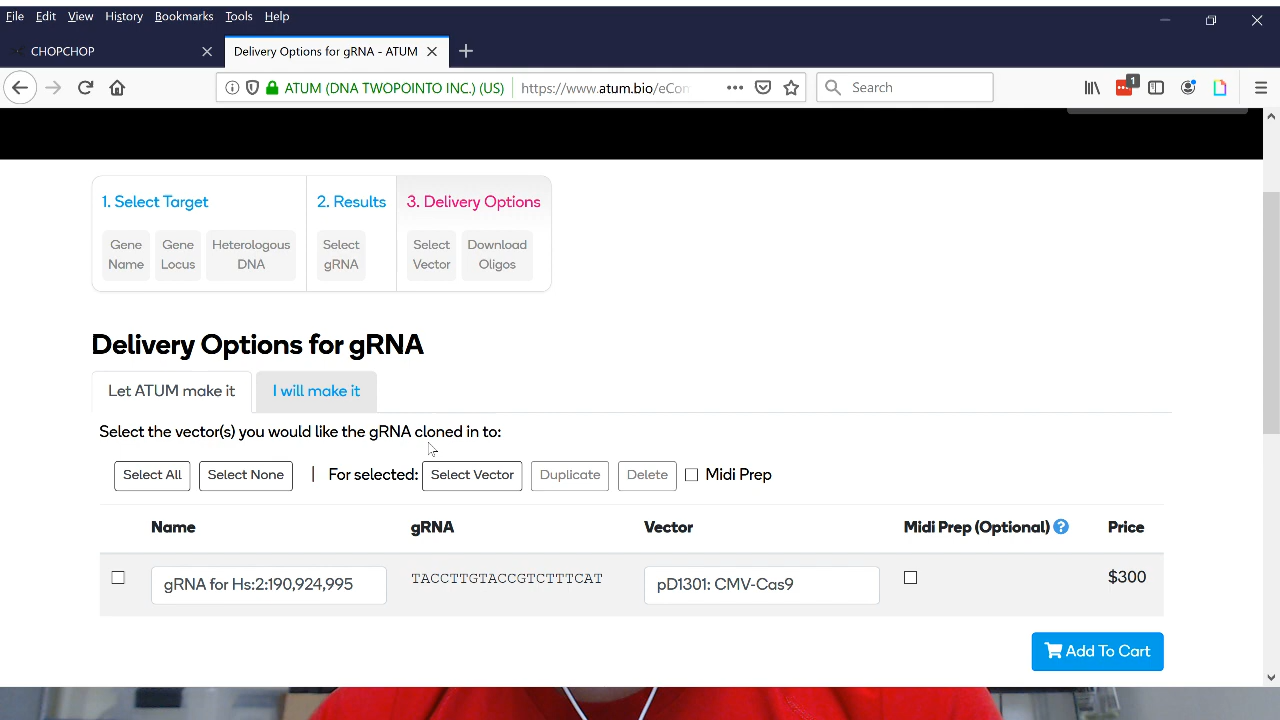 File Edit View History Bookmarks Tools Help
CHOPCHOP
Delivery Options for gRNA - ATUM
ATUM (DNA TWOPOINTO INC.) (US)
https://www.atum.bio/eCom
Search
1
1. Select Target
2. Results
3. Delivery Options
Gene Name
Gene Locus
Heterologous DNA
Select gRNA
Select Vector
Download Oligos
Delivery Options for gRNA
Let ATUM make it
I will make it
Select the vector(s) you would like the gRNA cloned in to:
Select All Select None | For selected: Select Vector Duplicate Delete Midi Prep
Name gRNA Vector Midi Prep (Optional) ? Price
gRNA for Hs:2:190,924,995 TACCTTGTACCGTCTTTCAT pD1301: CMV-Cas9 $300
Add To Cart